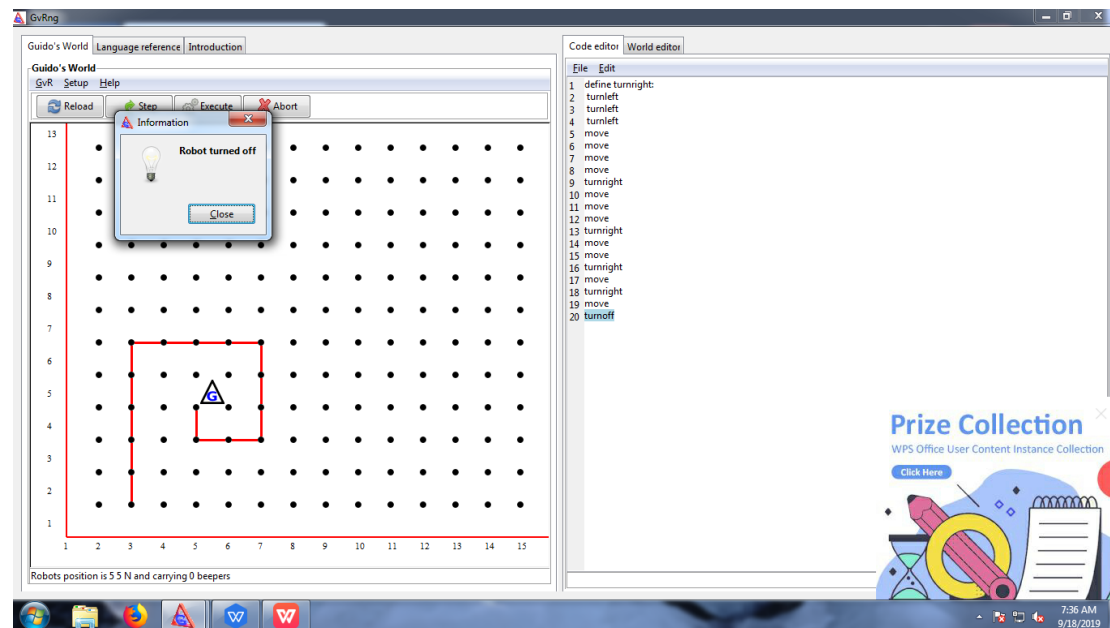 GvRng
Guido's World Language reference Introduction
Guido's World
GvR Setup Help
Reload Step Execute Abort
Information
Robot turned off
Close
13
12
11
10
9
8
7
6
5
4
3
2
1
G
1 2 3 4 5 6 7 8 9 10 11 12 13 14 15
Robots position is 5 5 N and carrying 0 beepers
Code editor World editor
File Edit
1 define turnright:
2 turnleft
3 turnleft
4 turnleft
5 move
6 move
7 move
8 move
9 turnright
10 move
11 move
12 move
13 turnright
14 move
15 move
16 turnright
17 move
18 turnright
19 move
20 turnoff
Prize Collection
WPS Office User Content Instance Collection
Click Here
7:36 AM
9/18/2019